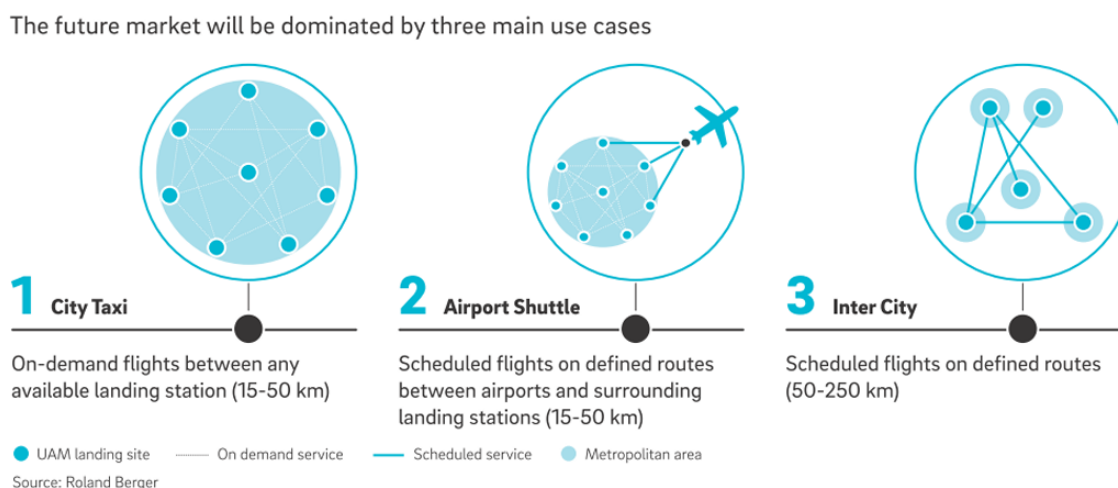 The future market will be dominated by three main use cases
1 City Taxi
On-demand flights between any
available landing station (15-50 km)
2 Airport Shuttle
Scheduled flights on defined routes
between airports and surrounding
landing stations (15-50 km)
3 Inter City
Scheduled flights on defined routes
(50-250 km)
UAM landing site
On demand service
Scheduled service
Metropolitan area
Source: Roland Berger